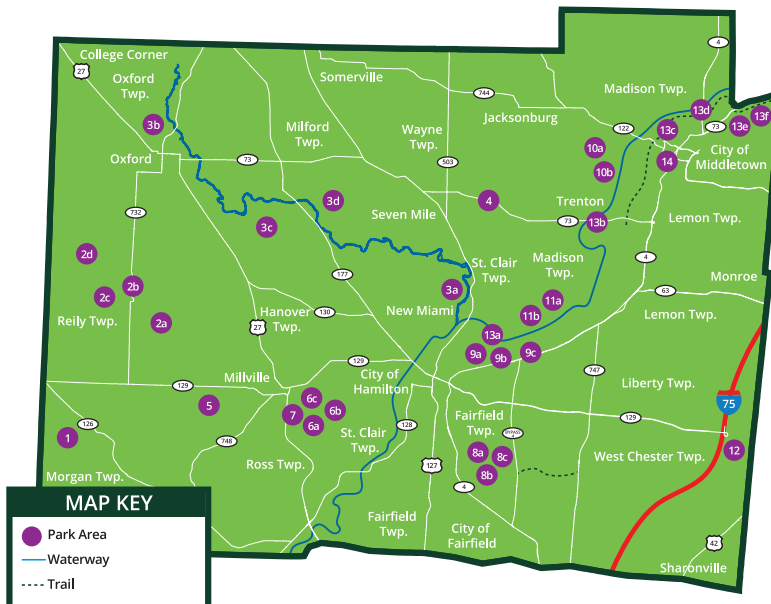 4
College Corner
27
Oxford
Twp.
Somerville
744
Madison Twp.
Jacksonburg
122
13d
13c
73
13e
13f
3b
Milford
Twp.
Wayne
Twp.
10a
City of
Middletown
14
Oxford
73
503
10b
732
3d
4
Trenton
Seven Mile
73
13b
Lemon Twp.
3c
2d
St. Clair
Twp.
Madison
Twp.
4
177
Monroe
2b
2c
3a
63
Reily Twp.
2a
Hanover
Twp.
130
New Miami
11a
11b
Lemon Twp.
27
13a
9a
9b
9c
129
City of
Hamilton
747
Millville
129
Liberty Twp.
75
5
6c
6b
7
6a
126
1
748
St. Clair
Twp.
128
Fairfield
Twp.
BYPASS
4
129
West Chester Twp.
12
Ross Twp.
127
8a
8c
8b
Morgan Twp.
4
MAP KEY
Park Area
Waterway
Trail
Fairfield
Twp.
City of
Fairfield
42
Sharonville